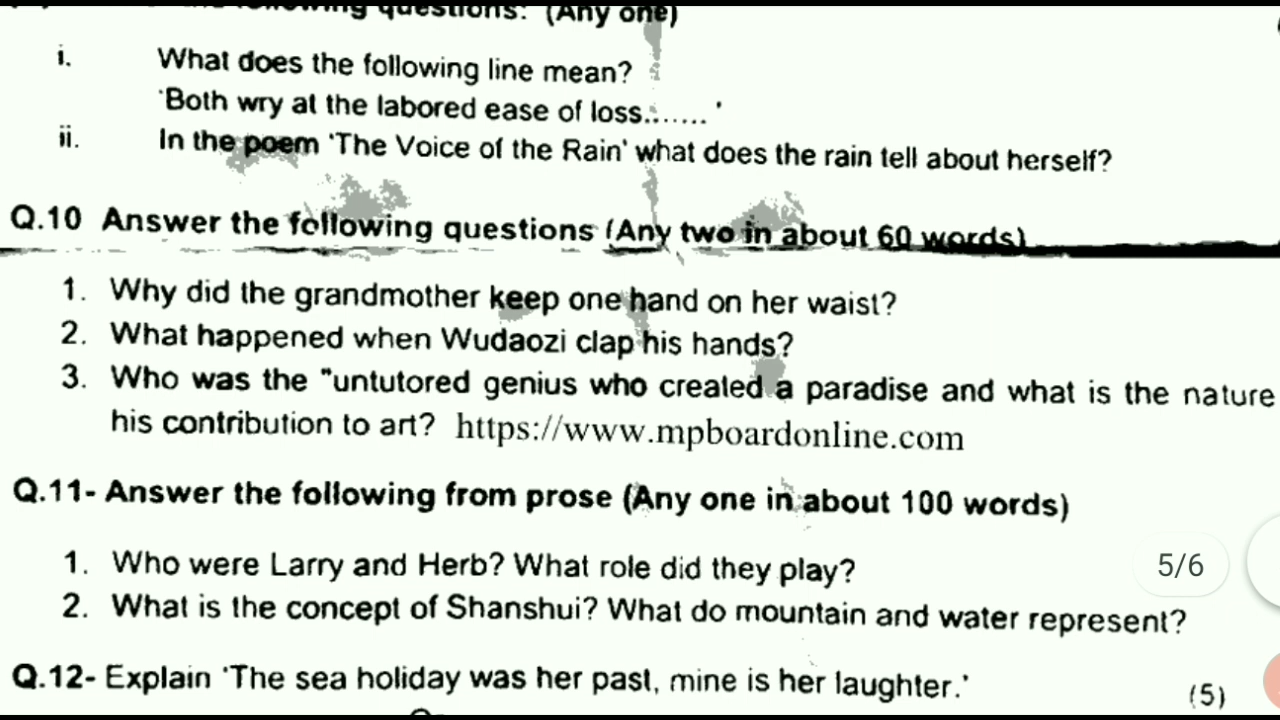 following questions: (Any one)
i. What does the following line mean?
'Both wry at the labored ease of loss....... '
ii. In the poem 'The Voice of the Rain' what does the rain tell about herself?
Q.10 Answer the following questions (Any two in about 60 words)
1. Why did the grandmother keep one hand on her waist?
2. What happened when Wudaozi clap his hands?
3. Who was the "untutored genius who created a paradise and what is the nature
his contribution to art? https://www.mpboardonline.com
Q.11- Answer the following from prose (Any one in about 100 words)
1. Who were Larry and Herb? What role did they play?
5/6
2. What is the concept of Shanshui? What do mountain and water represent?
Q.12- Explain 'The sea holiday was her past, mine is her laughter.'
(5)